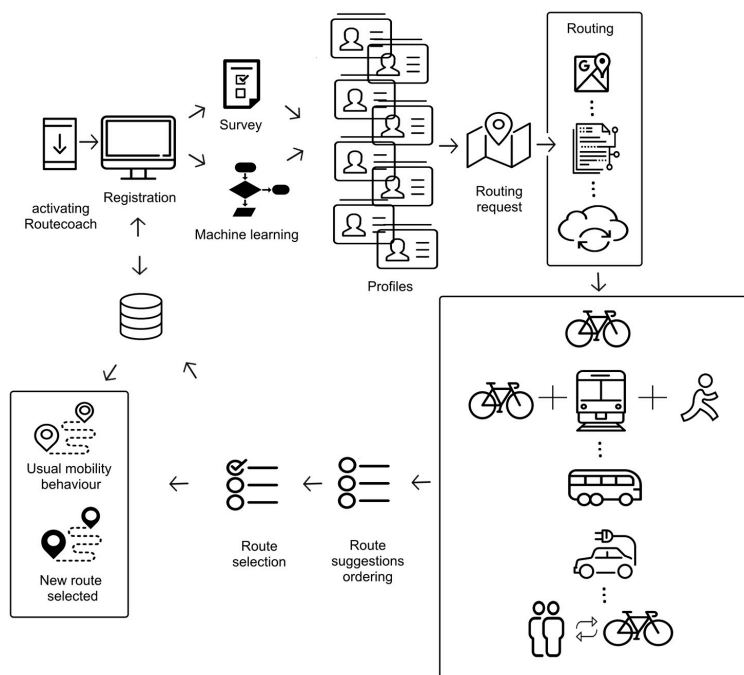 Routing
G
Survey
activating
Routecoach
Registration
Machine learning
Routing
request
Profiles
Usual mobility
behaviour
Route
selection
Route
suggestions
ordering
New route
selected